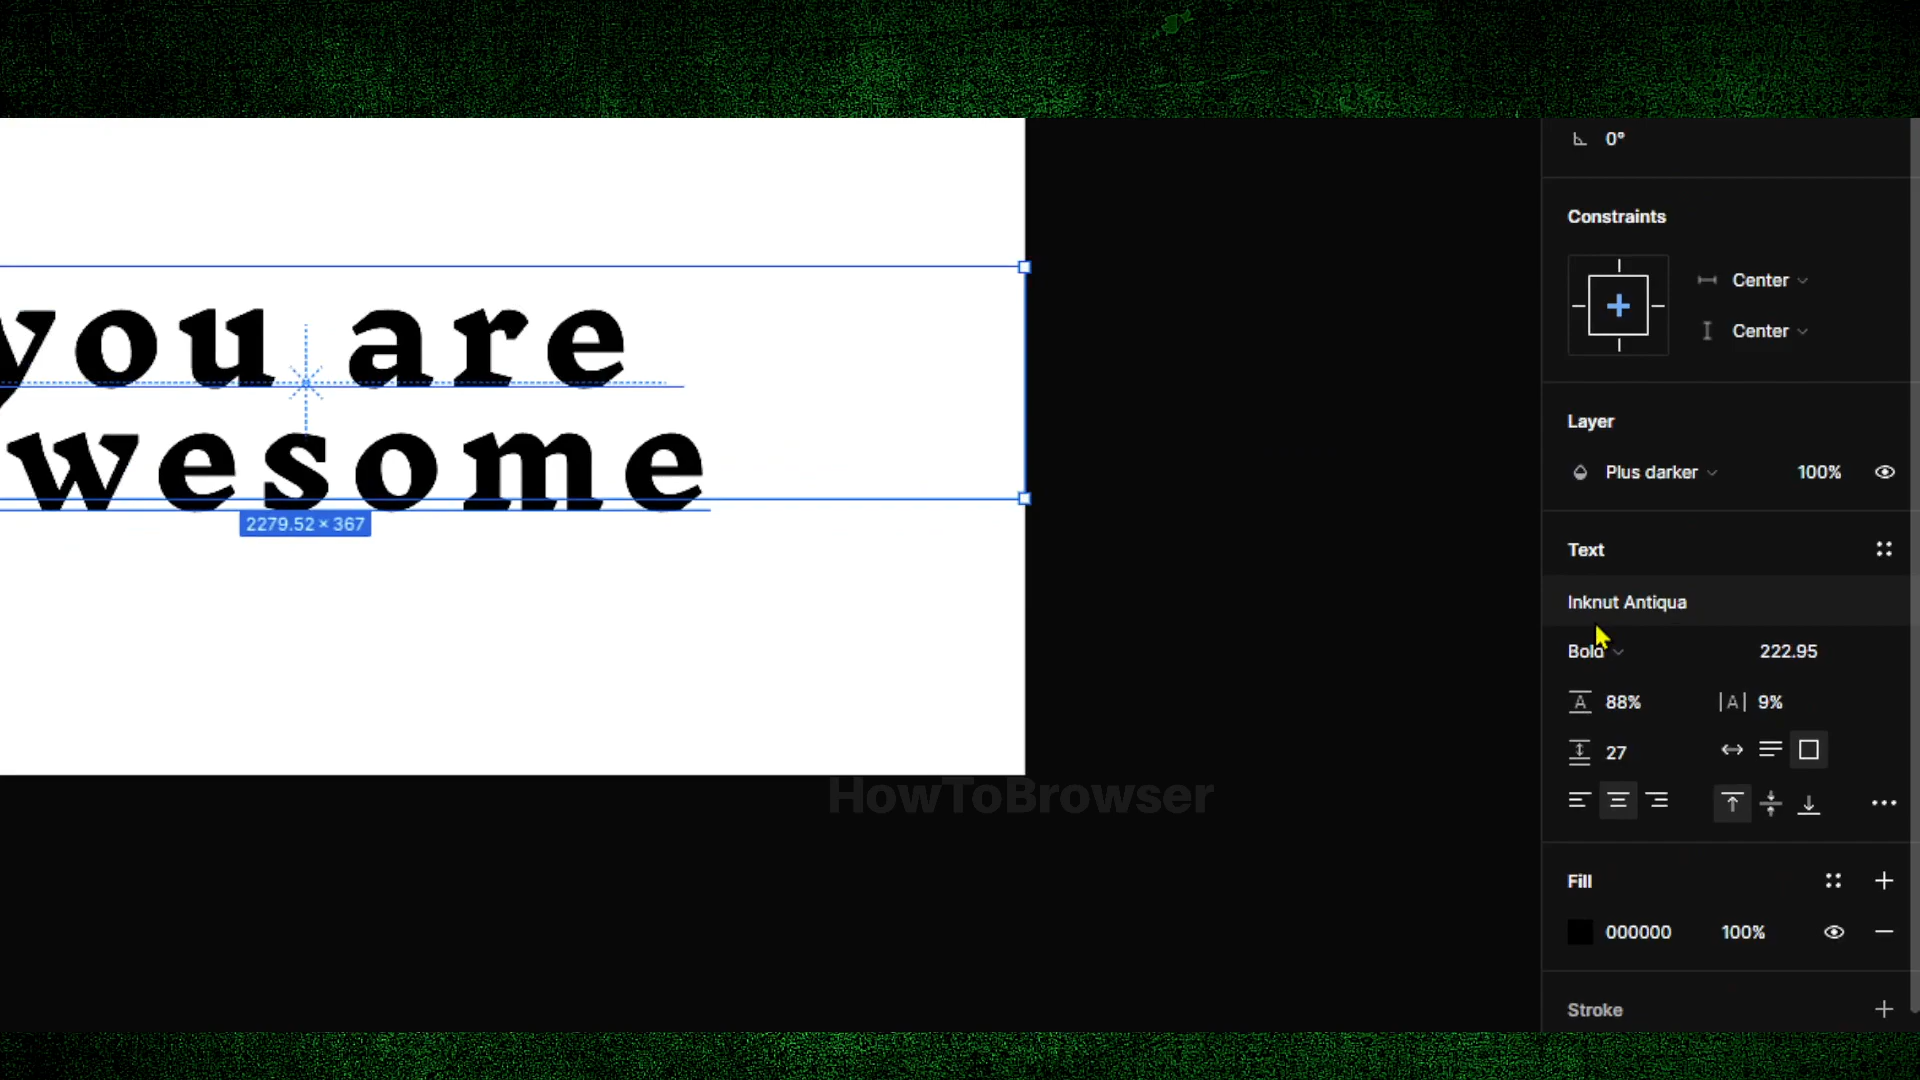 0°
Constraints
Center
Center
you are
wesome
2279.52 × 367
Layer
Plus darker 100%
Text
Inknut Antiqua
Bold 222.95
A 88% |A| 9%
27
HowToBrowser
Fill
000000 100%
Stroke